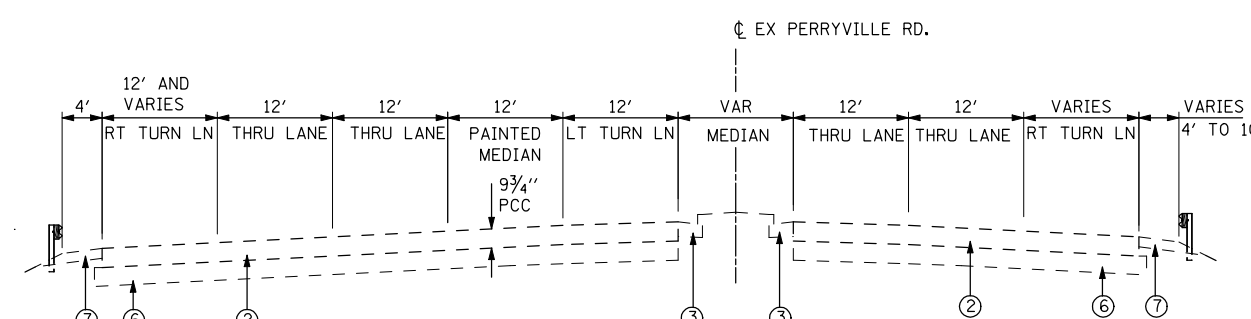 ℄ EX PERRYVILLE RD.
12' AND
VARIES
4'
12'
12'
12'
12'
VAR
12'
12'
VARIES
VARIES
4' TO
RT TURN LN
THRU LANE
THRU LANE
PAINTED
MEDIAN
LT TURN LN
MEDIAN
THRU LANE
THRU LANE
RT TURN LN
9¾''
PCC
7
6
2
3
3
2
6
7